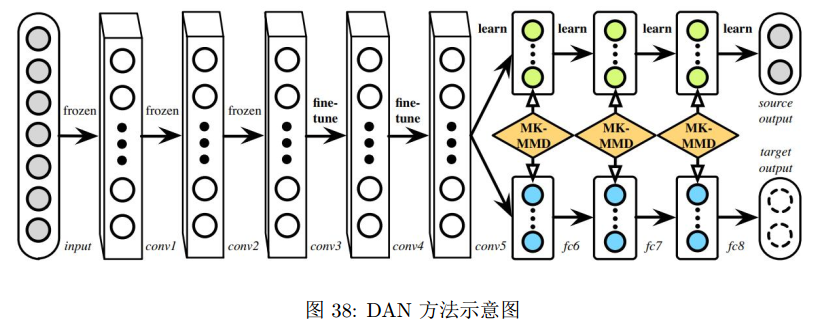 learn learn learn learn
frozen frozen frozen fine-
tune fine-
tune
MK-
MMD MK-
MMD MK-
MMD
source
output
target
output
input conv1 conv2 conv3 conv4 conv5 fc6 fc7 fc8
图 38: DAN 方法示意图